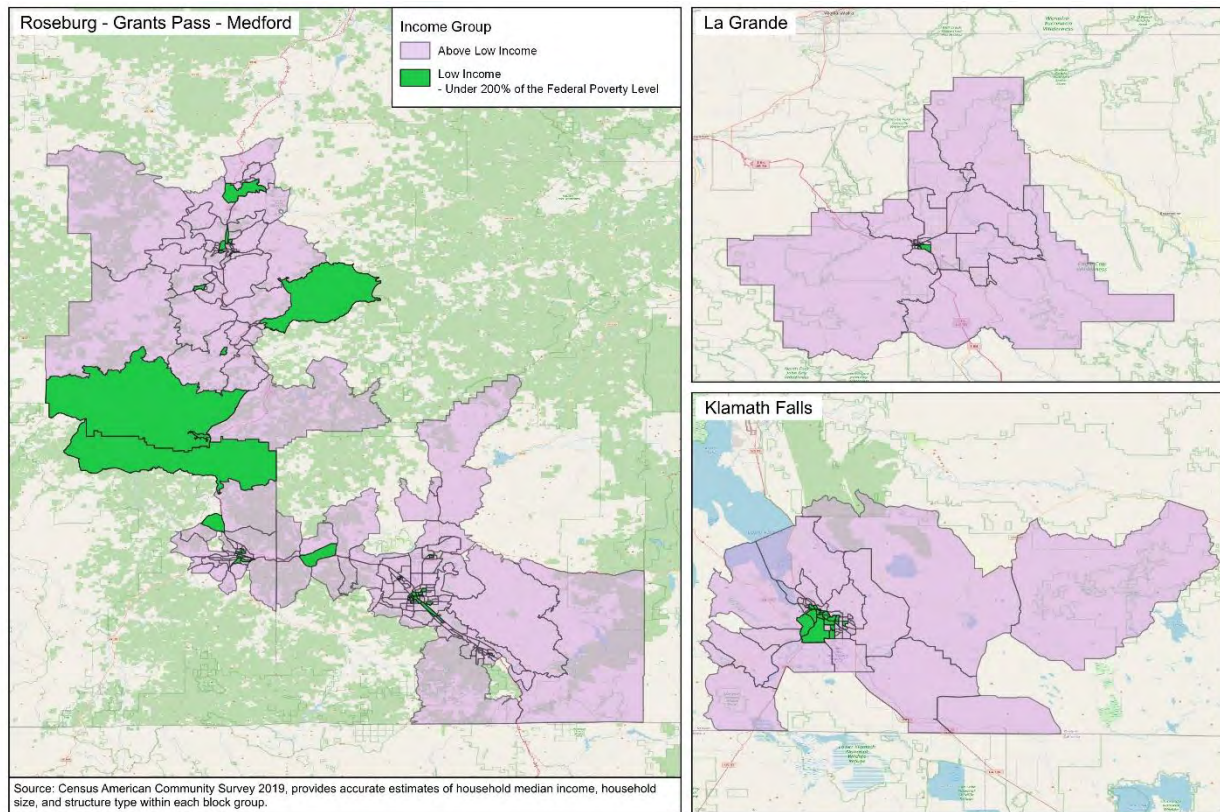 Roseburg - Grants Pass - Medford
Income Group
Above Low Income
Low Income
- Under 200% of the Federal Poverty Level
La Grande
Klamath Falls
Source: Census American Community Survey 2019, provides accurate estimates of household median income, household
size, and structure type within each block group.